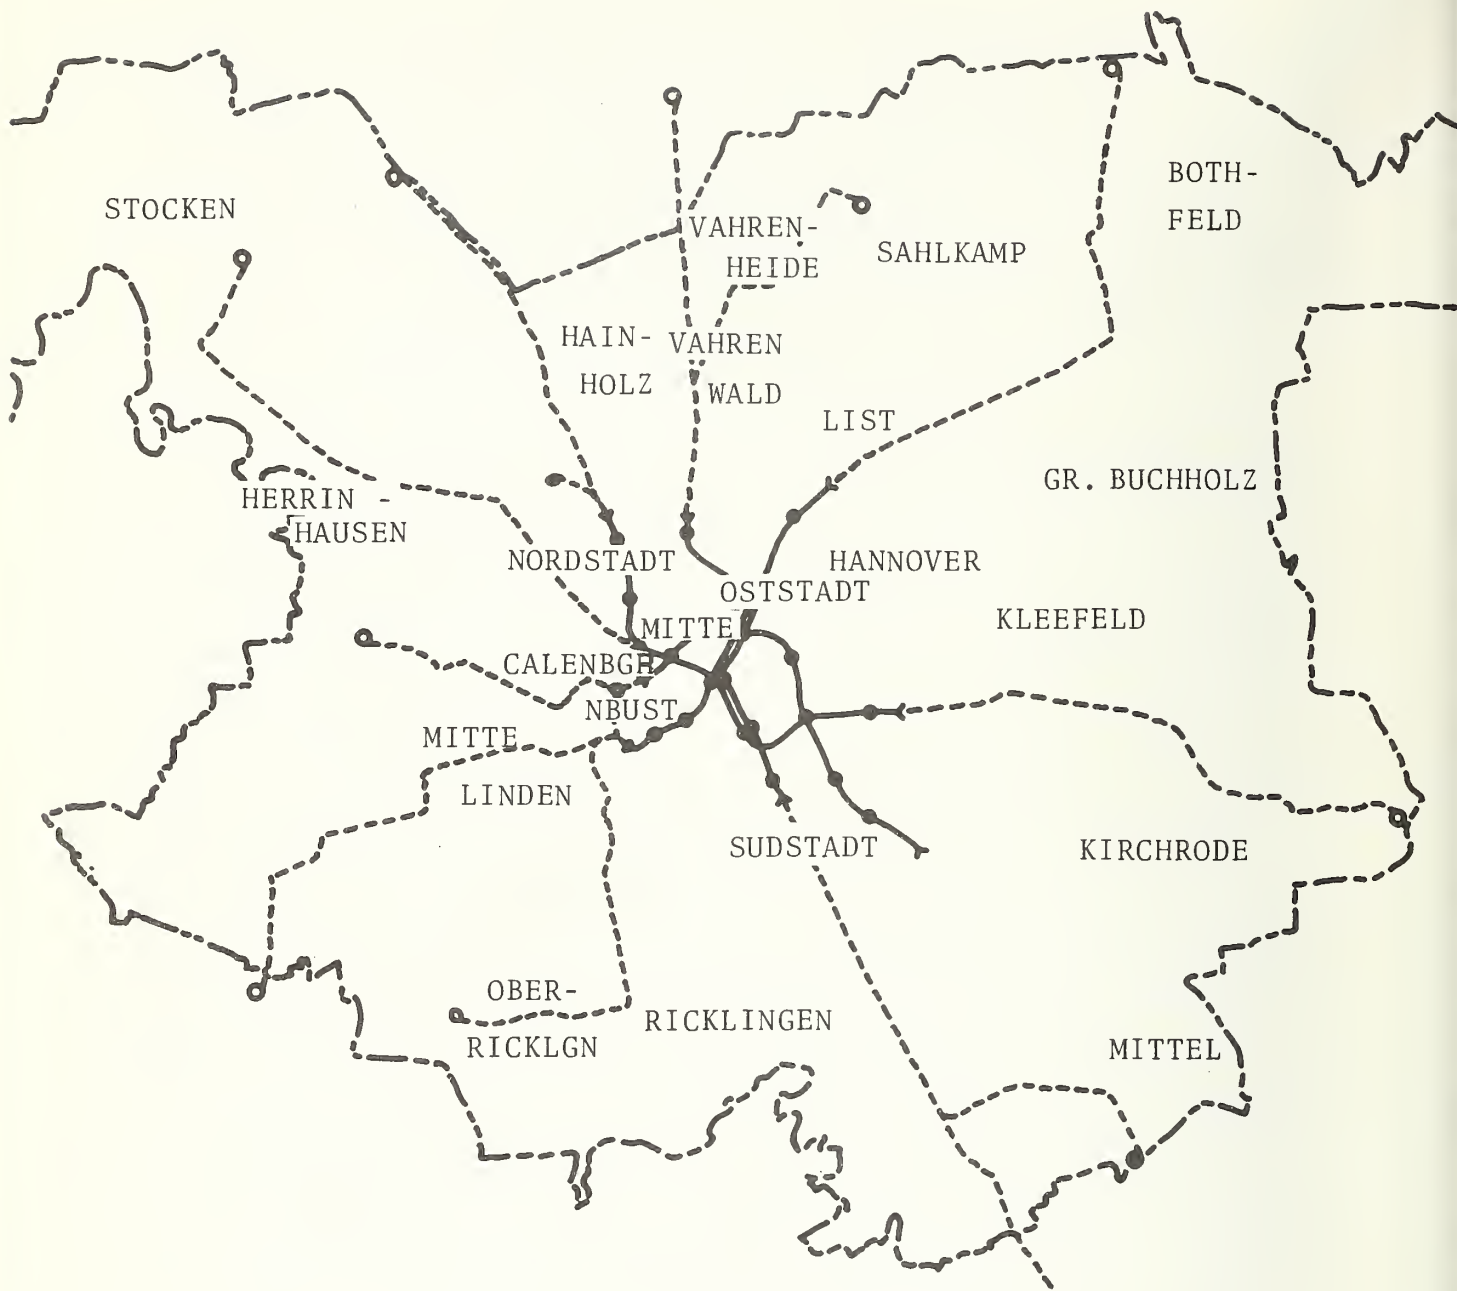 BOTH-
FELD
STOCKEN
VAHREN-
HEIDE
SAHLKAMP
HAIN-
HOLZ
VAHREN
WALD
LIST
GR. BUCHHOLZ
HERRIN -
HAUSEN
NORDSTADT
HANNOVER
OSTSTADT
KLEEFELD
MITTE
CALENBGR
NBUST
MITTE
LINDEN
SUDSTADT
KIRCHRODE
OBER-
RICKLGN
RICKLINGEN
MITTEL